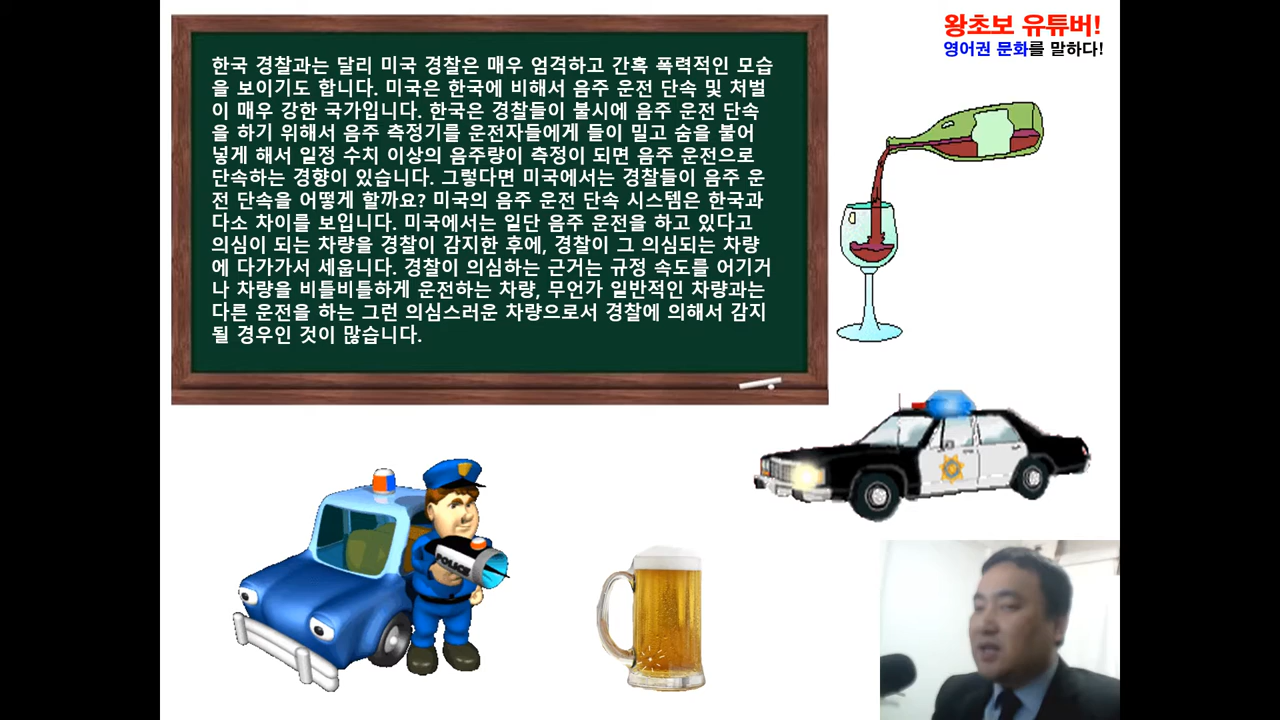 왕초보 유튜버!
영어권 문화를 말하다!
한국 경찰과는 달리 미국 경찰은 매우 엄격하고 간혹 폭력적인 모습
을 보이기도 합니다. 미국은 한국에 비해서 음주 운전 단속 및 처벌
이 매우 강한 국가입니다. 한국은 경찰들이 불시에 음주 운전 단속
을 하기 위해서 음주 측정기를 운전자들에게 들이 밀고 숨을 불어
넣게 해서 일정 수치 이상의 음주량이 측정이 되면 음주 운전으로
단속하는 경향이 있습니다. 그렇다면 미국에서는 경찰들이 음주 운
전 단속을 어떻게 할까요? 미국의 음주 운전 단속 시스템은 한국과
다소 차이를 보입니다. 미국에서는 일단 음주 운전을 하고 있다고
의심이 되는 차량을 경찰이 감지한 후에, 경찰이 그 의심되는 차량
에 다가가서 세웁니다. 경찰이 의심하는 근거는 규정 속도를 어기거
나 차량을 비틀비틀하게 운전하는 차량, 무언가 일반적인 차량과는
다른 운전을 하는 그런 의심스러운 차량으로서 경찰에 의해서 감지
될 경우인 것이 많습니다.
POLICE